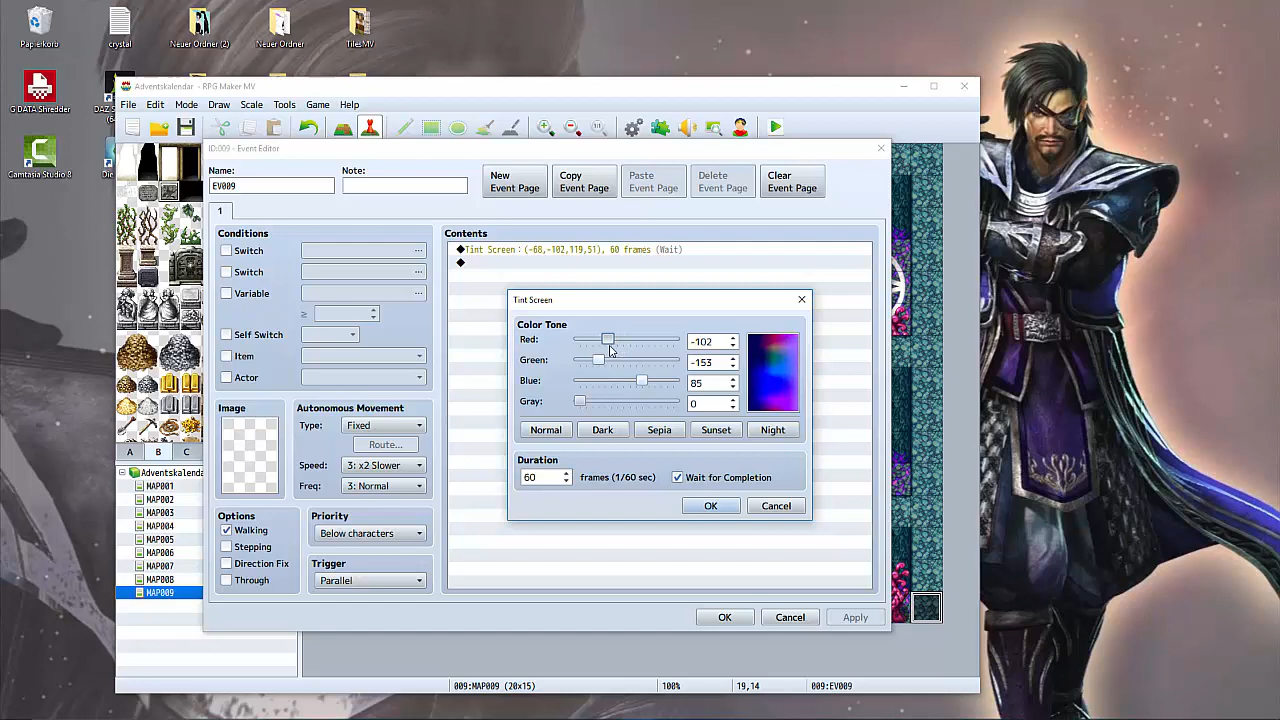 Papierkorb
crystal
Neuer Ordner (2)
Neuer Ordner
TilesMV
G DATA Shredder
DAZ S
Camtasia Studio 8
Die
Adventskalendar - RPG Maker MV
File Edit Mode Draw Scale Tools Game Help
ID:009 - Event Editor
Name:
EV009
Note:
New Event Page
Copy Event Page
Paste Event Page
Delete Event Page
Clear Event Page
1
Conditions
Switch
Switch
Variable
≥
Self Switch
Item
Actor
Image
Autonomous Movement
Type: Fixed
Route...
Speed: 3: x2 Slower
Freq: 3: Normal
Options
Walking
Stepping
Direction Fix
Through
Priority
Below characters
Trigger
Parallel
Contents
◆Tint Screen : (-68,-102,119,51), 60 frames (Wait)
◆
Tint Screen
Color Tone
Red: -102
Green: -153
Blue: 85
Gray: 0
Normal Dark Sepia Sunset Night
Duration
60 frames (1/60 sec) Wait for Completion
OK Cancel
OK Cancel Apply
A B C
Adventskalenda
MAP001
MAP002
MAP003
MAP004
MAP005
MAP006
MAP007
MAP008
MAP009
009:MAP009 (20x15) 100% 19,14 009:EV009